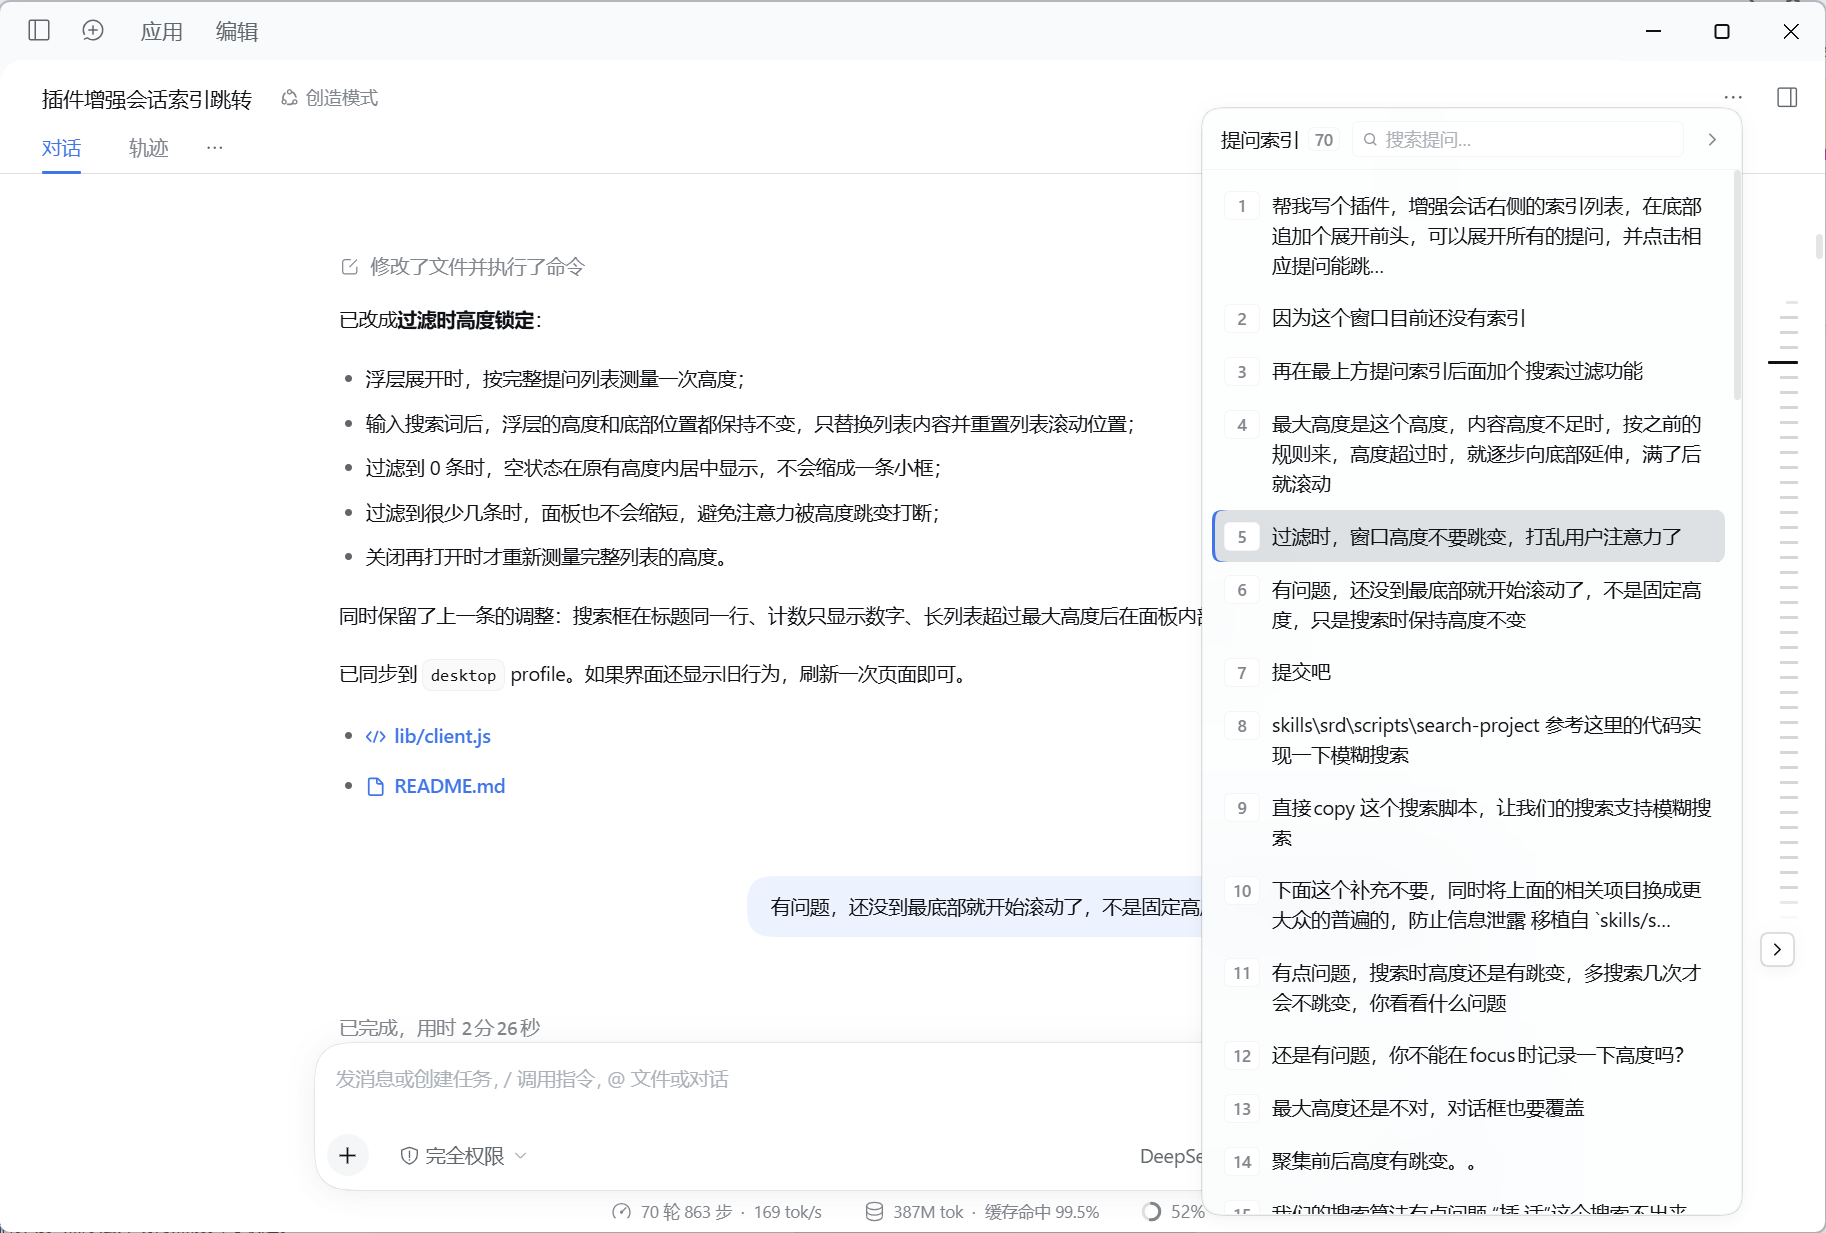 应用 编辑
插件增强会话索引跳转 创造模式
对话 轨迹 ...
修改了文件并执行了命令
已改成过滤时高度锁定：
浮层展开时，按完整提问列表测量一次高度；
输入搜索词后，浮层的高度和底部位置都保持不变，只替换列表内容并重置列表滚动位置；
过滤到 0 条时，空状态在原有高度内居中显示，不会缩成一条小框；
过滤到很少几条时，面板也不会缩短，避免注意力被高度跳变打断；
关闭再打开时才重新测量完整列表的高度。
同时保留了上一条的调整：搜索框在标题同一行、计数只显示数字、长列表超过最大高度后在面板内
已同步到 desktop profile。如果界面还显示旧行为，刷新一次页面即可。
lib/client.js
README.md
有问题，还没到最底部就开始滚动了，不是固定高
已完成，用时 2分26秒
发消息或创建任务, / 调用指令, @ 文件或对话
完全权限
DeepSe
70 轮 863 步 · 169 tok/s 387M tok · 缓存命中 99.5% 52%
提问索引 70 搜索提问...
1 帮我写个插件，增强会话右侧的索引列表，在底部
追加个展开前头，可以展开所有的提问，并点击相
应提问能跳...
2 因为这个窗口目前还没有索引
3 再在最上方提问索引后面加个搜索过滤功能
4 最大高度是这个高度，内容高度不足时，按之前的
规则来，高度超过时，就逐步向底部延伸，满了后
就滚动
5 过滤时，窗口高度不要跳变，打乱用户注意力了
6 有问题，还没到最底部就开始滚动了，不是固定高
度，只是搜索时保持高度不变
7 提交吧
8 skills\srd\scripts\search-project 参考这里的代码实
现一下模糊搜索
9 直接copy 这个搜索脚本，让我们的搜索支持模糊搜
索
10 下面这个补充不要，同时将上面的相关项目换成更
大众的普遍的，防止信息泄露 移植自 `skills/s...
11 有点问题，搜索时高度还是有跳变，多搜索几次才
会不跳变，你看看什么问题
12 还是有问题，你不能在focus时记录一下高度吗？
13 最大高度还是不对，对话框也要覆盖
14 聚集前后高度有跳变。。
15 我们的搜索算法有点问题 "插 话"这个搜索不出来